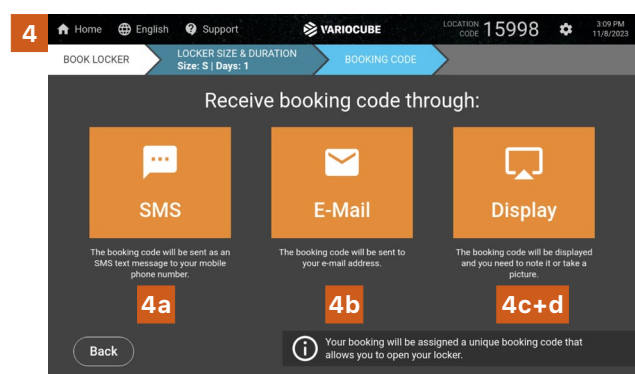 4
Home English Support VARIOCUBE LOCATION CODE 15998 3:09 PM 11/8/2023
BOOK LOCKER
LOCKER SIZE & DURATION
Size: S | Days: 1
BOOKING CODE
Receive booking code through:
SMS
E-Mail
Display
The booking code will be sent as an
SMS text message to your mobile
phone number.
The booking code will be sent to
your e-mail address.
The booking code will be displayed
and you need to note it or take a
picture.
4a
4b
4c+d
Back
Your booking will be assigned a unique booking code that
allows you to open your locker.